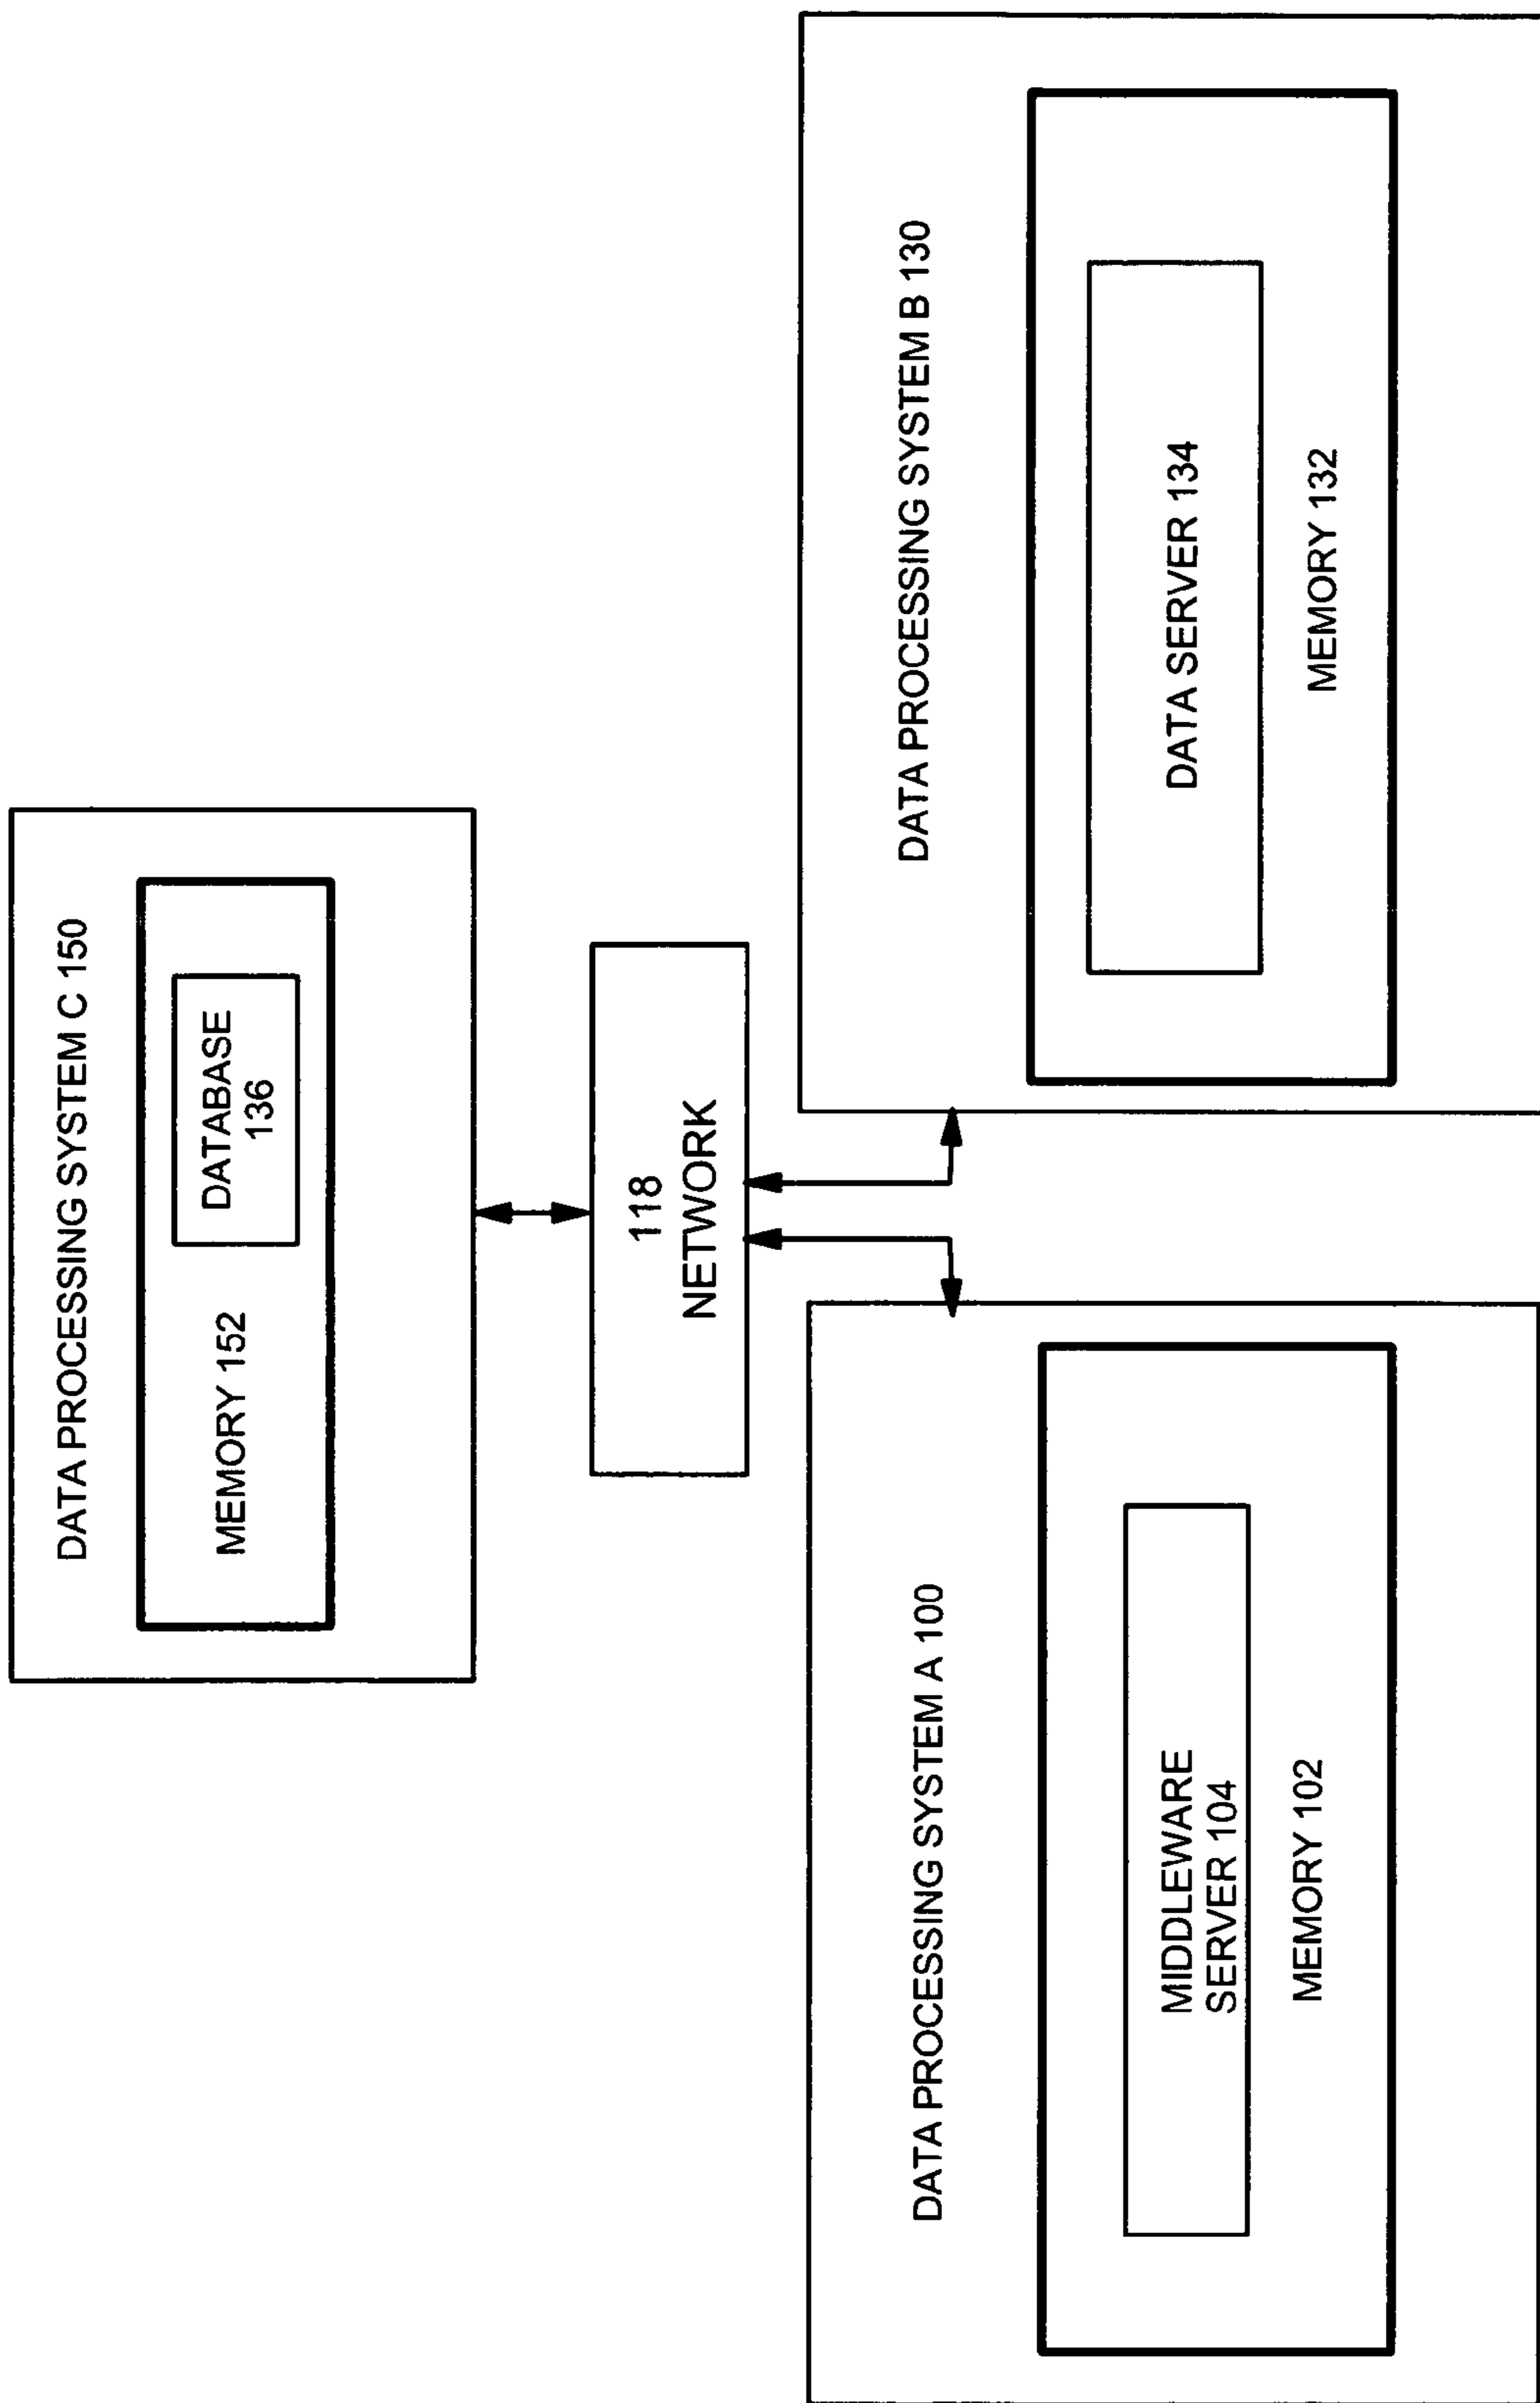 DATA PROCESSING SYSTEM C 150
MEMORY 152
DATABASE
136
118
NETWORK
DATA PROCESSING SYSTEM A 100
MIDDLEWARE
SERVER 104
MEMORY 102
DATA PROCESSING SYSTEM B 130
DATA SERVER 134
MEMORY 132